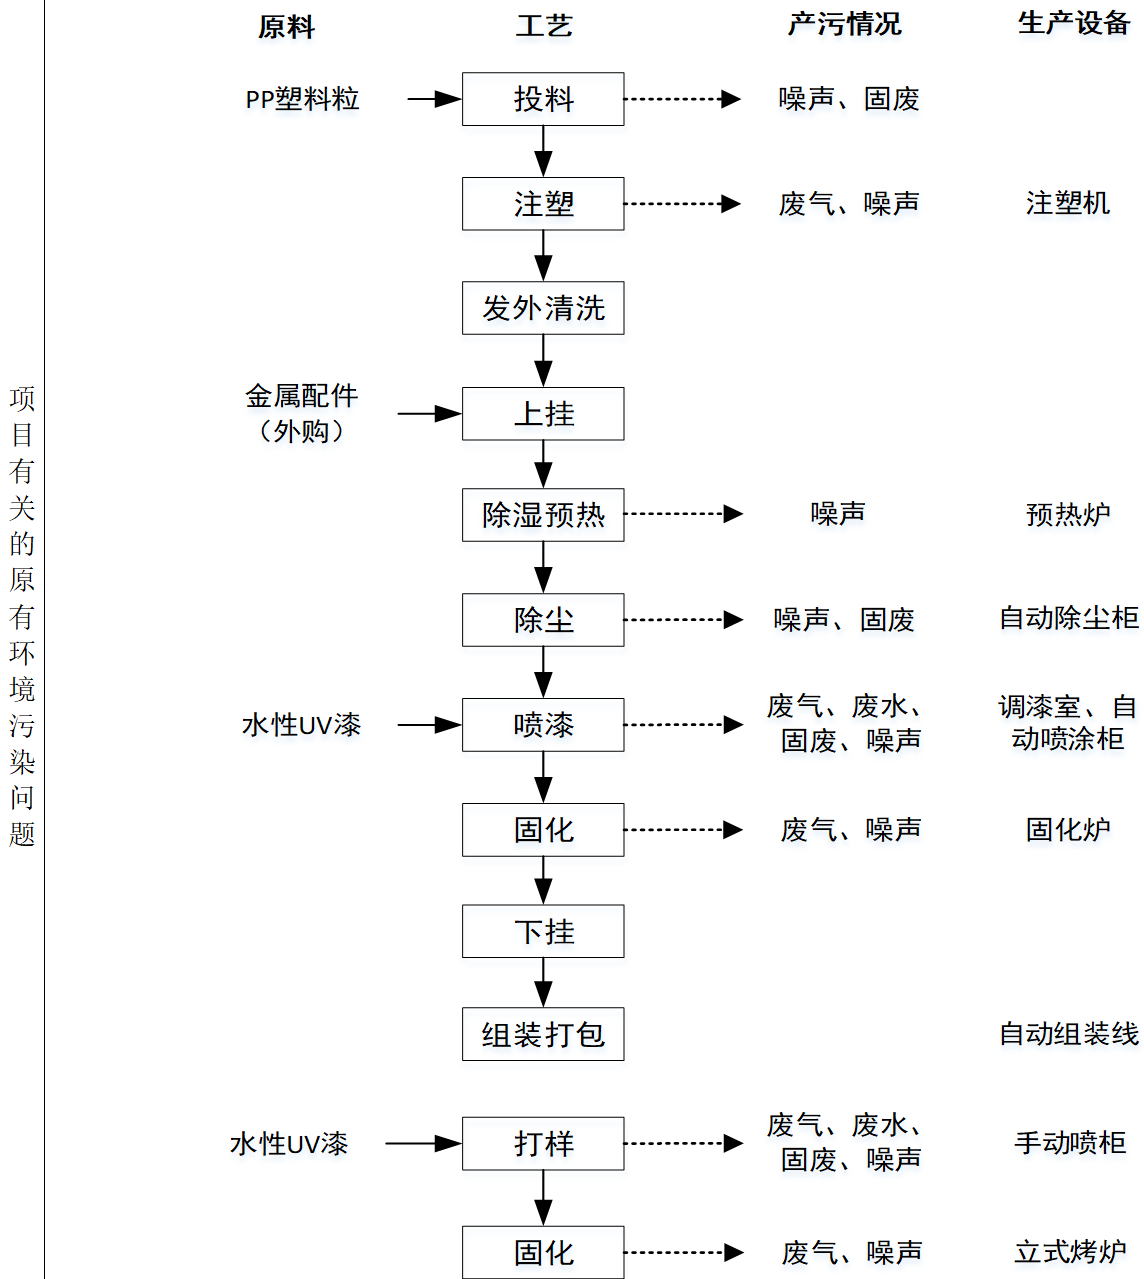 原料 工艺 产污情况 生产设备
PP塑料粒 投料 噪声、固废
注塑 废气、噪声 注塑机
发外清洗
金属配件
（外购）
上挂
除湿预热 噪声 预热炉
除尘 噪声、固废 自动除尘柜
水性UV漆 喷漆
废气、废水、
固废、噪声
调漆室、自
动喷涂柜
固化 废气、噪声 固化炉
下挂
组装打包 自动组装线
水性UV漆 打样
废气、废水、
固废、噪声
手动喷柜
固化 废气、噪声 立式烤炉
项目有关的原有环境污染问题